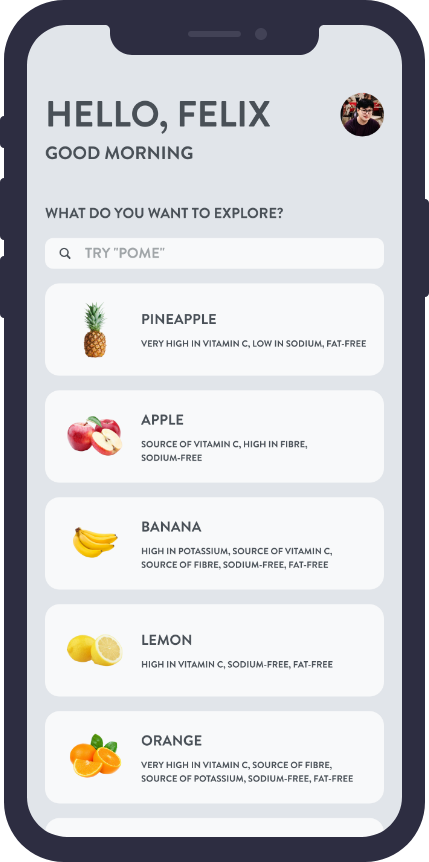 HELLO, FELIX
GOOD MORNING
WHAT DO YOU WANT TO EXPLORE?
TRY "POME"
PINEAPPLE
VERY HIGH IN VITAMIN C, LOW IN SODIUM, FAT-FREE
APPLE
SOURCE OF VITAMIN C, HIGH IN FIBRE,
SODIUM-FREE
BANANA
HIGH IN POTASSIUM, SOURCE OF VITAMIN C,
SOURCE OF FIBRE, SODIUM-FREE, FAT-FREE
LEMON
HIGH IN VITAMIN C, SODIUM-FREE, FAT-FREE
ORANGE
VERY HIGH IN VITAMIN C, SOURCE OF FIBRE,
SOURCE OF POTASSIUM, SODIUM-FREE, FAT-FREE